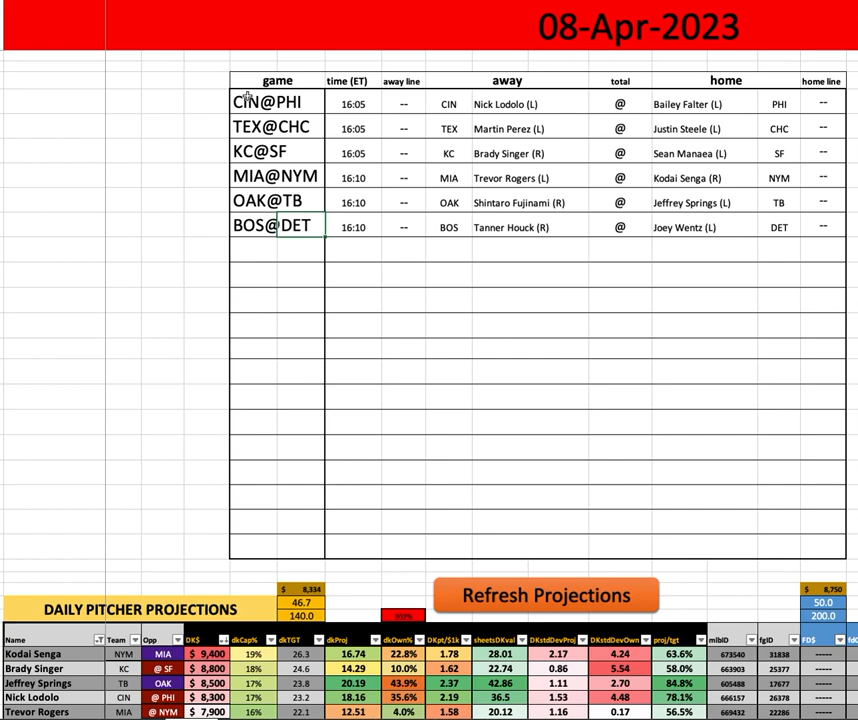 08-Apr-2023
game time (ET) away line away total home home line
CIN@PHI 16:05 -- CIN Nick Lodolo (L) @ Bailey Falter (L) PHI --
TEX@CHC 16:05 -- TEX Martin Perez (L) @ Justin Steele (L) CHC --
KC@SF 16:05 -- KC Brady Singer (R) @ Sean Manaea (L) SF --
MIA@NYM 16:10 -- MIA Trevor Rogers (L) @ Kodai Senga (R) NYM --
OAK@TB 16:10 -- OAK Shintaro Fujinami (R) @ Jeffrey Springs (L) TB --
BOS@DET 16:10 -- BOS Tanner Houck (R) @ Joey Wentz (L) DET --
$ 8,334 Refresh Projections $ 8,750
DAILY PITCHER PROJECTIONS 46.7 50.0
140.0 200.0
Name Team Opp DK$ dkCap% dkTGT dkProj dkOwn% DKpt/$1k sheetsDKval DKstdDevProj DKstdDevOwn proj/tgt mlbID fgID FD$
Kodai Senga NYM MIA $ 9,400 19% 26.3 16.74 22.8% 1.78 28.01 2.17 4.24 63.6% 673540 31838 -----
Brady Singer KC @ SF $ 8,800 18% 24.6 14.29 10.0% 1.62 22.74 0.86 5.54 58.0% 663903 25377 -----
Jeffrey Springs TB OAK $ 8,500 17% 23.8 20.19 43.9% 2.37 42.86 1.11 2.70 84.8% 605488 17677 -----
Nick Lodolo CIN @ PHI $ 8,300 17% 23.2 18.16 35.6% 2.19 36.5 1.53 4.48 78.1% 666157 26378 -----
Trevor Rogers MIA @ NYM $ 7,900 16% 22.1 12.51 4.0% 1.58 20.12 1.16 0.17 56.5% 669432 22286 -----